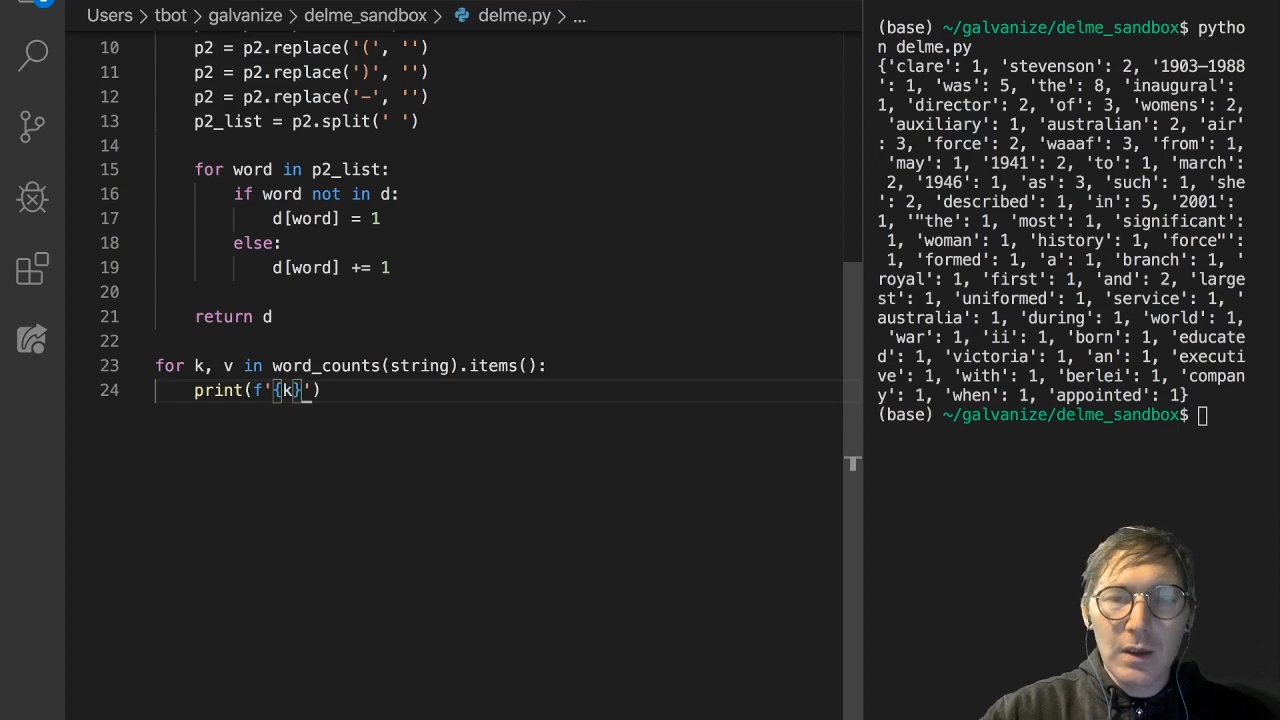 Users > tbot > galvanize > delme_sandbox > delme.py > ...
10 p2 = p2.replace('(', '')
11 p2 = p2.replace(')', '')
12 p2 = p2.replace('-', '')
13 p2_list = p2.split(' ')
14
15 for word in p2_list:
16 if word not in d:
17 d[word] = 1
18 else:
19 d[word] += 1
20
21 return d
22
23 for k, v in word_counts(string).items():
24 print(f'{k}')
(base) ~/galvanize/delme_sandbox$ pytho
n delme.py
{'clare': 1, 'stevenson': 2, '1903–1988
': 1, 'was': 5, 'the': 8, 'inaugural':
1, 'director': 2, 'of': 3, 'womens': 2,
'auxiliary': 1, 'australian': 2, 'air'
: 3, 'force': 2, 'waaaf': 3, 'from': 1,
'may': 1, '1941': 2, 'to': 1, 'march':
2, '1946': 1, 'as': 3, 'such': 1, 'she
': 2, 'described': 1, 'in': 5, '2001':
1, '"the': 1, 'most': 1, 'significant':
1, 'woman': 1, 'history': 1, 'force"':
1, 'formed': 1, 'a': 1, 'branch': 1, '
royal': 1, 'first': 1, 'and': 2, 'large
st': 1, 'uniformed': 1, 'service': 1, '
australia': 1, 'during': 1, 'world': 1,
'war': 1, 'ii': 1, 'born': 1, 'educate
d': 1, 'victoria': 1, 'an': 1, 'executi
ve': 1, 'with': 1, 'berlei': 1, 'compan
y': 1, 'when': 1, 'appointed': 1}
(base) ~/galvanize/delme_sandbox$